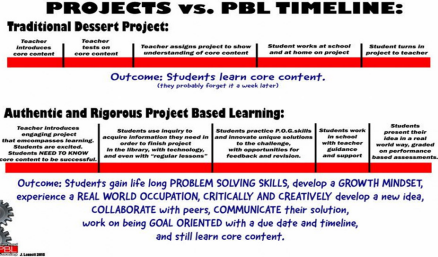 PROJECTS vs. PBL TIMELINE:
Traditional Dessert Project:
Teacher
introduces
core content
Teacher
tests on
core content
Teacher assigns project to show
understanding of core content
Student works at school
and at home on project
Student turns in
project to teacher
Outcome: Students learn core content.
(they probably forget it a week later)
Authentic and Rigorous Project Based Learning:
Teacher introduces
engaging project
that encompasses learning.
Students are excited.
Students NEED TO KNOW
core content to be successful.
Students use inquiry to
acquire information they need in
order to finish project
in the library, with technology,
and even with "regular lessons"
Students practice P.O.G.skills
and innovate unique solutions
to the challenge,
with opportunities for
feedback and revision.
Students work
in school
with teacher
guidance
and support
Students
present their
idea in a real
world way, graded
on performance
based assessments.
Outcome: Students gain life long PROBLEM SOLVING SKILLS, develop a GROWTH MINDSET,
experience a REAL WORLD OCCUPATION, CRITICALLY AND CREATIVELY develop a new idea,
COLLABORATE with peers, COMMUNICATE their solution,
work on being GOAL ORIENTED with a due date and timeline,
and still learn core content.
PBL